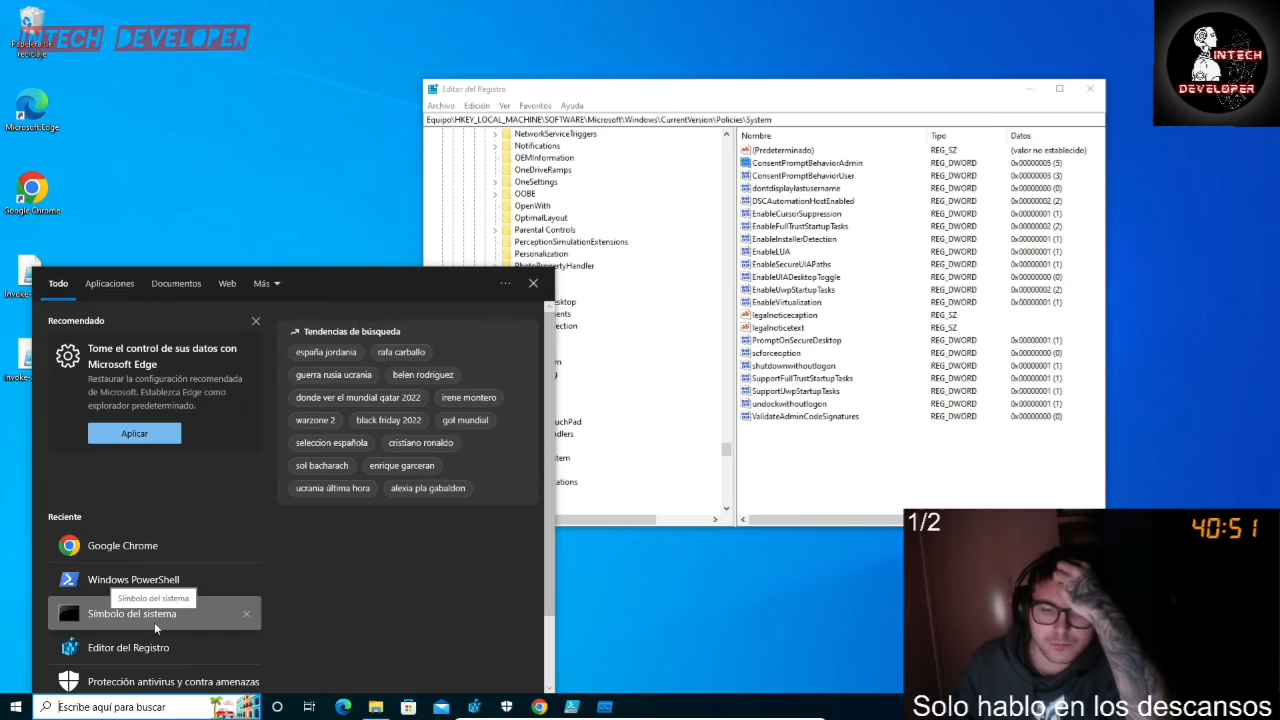 INTECH DEVELOPER
Papelera de
reciclaje
Microsoft Edge
Google Chrome
INTECH
DEVELOPER
Editor del Registro
Archivo Edición Ver Favoritos Ayuda
Equipo\HKEY_LOCAL_MACHINE\SOFTWARE\Microsoft\Windows\CurrentVersion\Policies\System
NetworkServiceTriggers
Notifications
OEMInformation
OneDriveRamps
OneSettings
OOBE
OpenWith
OptimalLayout
Parental Controls
PerceptionSimulationExtensions
Personalization
PhotoPropertyHandler
Nombre Tipo Datos
(Predeterminado) REG_SZ (valor no establecido)
ConsentPromptBehaviorAdmin REG_DWORD 0x00000005 (5)
ConsentPromptBehaviorUser REG_DWORD 0x00000003 (3)
dontdisplaylastusername REG_DWORD 0x00000000 (0)
DSCAutomationHostEnabled REG_DWORD 0x00000002 (2)
EnableCursorSuppression REG_DWORD 0x00000001 (1)
EnableFullTrustStartupTasks REG_DWORD 0x00000002 (2)
EnableInstallerDetection REG_DWORD 0x00000001 (1)
EnableLUA REG_DWORD 0x00000001 (1)
EnableSecureUIAPaths REG_DWORD 0x00000001 (1)
EnableUIADesktopToggle REG_DWORD 0x00000000 (0)
EnableUwpStartupTasks REG_DWORD 0x00000002 (2)
EnableVirtualization REG_DWORD 0x00000001 (1)
legalnoticecaption REG_SZ
legalnoticetext REG_SZ
PromptOnSecureDesktop REG_DWORD 0x00000001 (1)
scforceoption REG_DWORD 0x00000000 (0)
shutdownwithoutlogon REG_DWORD 0x00000001 (1)
SupportFullTrustStartupTasks REG_DWORD 0x00000001 (1)
SupportUwpStartupTasks REG_DWORD 0x00000001 (1)
undockwithoutlogon REG_DWORD 0x00000001 (1)
ValidateAdminCodeSignatures REG_DWORD 0x00000000 (0)
Todo Aplicaciones Documentos Web Más
Recomendado
Tome el control de sus datos con
Microsoft Edge
Restaurar la configuración recomendada
de Microsoft. Establezca Edge como
explorador predeterminado.
Aplicar
Tendencias de búsqueda
españa jordania rafa carballo
guerra rusia ucrania belen rodriguez
donde ver el mundial qatar 2022 irene montero
warzone 2 black friday 2022 gol mundial
seleccion española cristiano ronaldo
sol bacharach enrique garceran
ucrania última hora alexia pla gabaldon
Reciente
Google Chrome
Windows PowerShell
Símbolo del sistema
Símbolo del sistema
Editor del Registro
Protección antivirus y contra amenazas
Escribe aquí para buscar
1/2
40:51
Solo hablo en los descansos